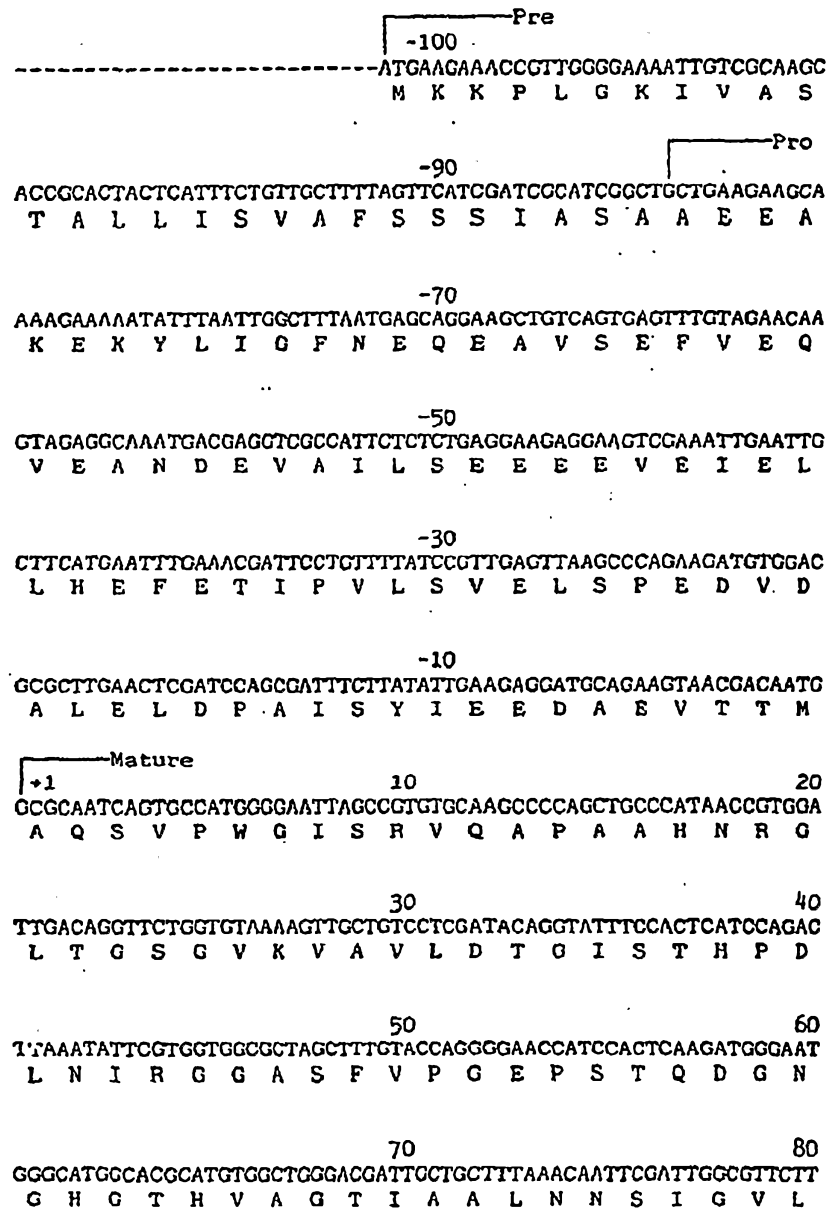 Pre
-100
---------------------------ATGAAGAAACCGTTGGGGAAAATTGTCGCAAGC
M K K P L G K I V A S
Pro
-90
ACCGCACTACTCATTTCTGTTGCTTTTAGTTCATCGATCGCATCGGCTGCTGAAGAAGCA
T A L L I S V A F S S S I A S A A E E A
-70
AAAGAAAAATATTTAATTGGCTTTAATGAGCAGGAAGCTGTCAGTGAGTTTGTAGAACAA
K E K Y L I G F N E Q E A V S E F V E Q
-50
GTAGAGGCAAATGACGAGGTCGCCATTCTCTCTGAGGAAGAGGAAGTCGAAATTGAATTG
V E A N D E V A I L S E E E E V E I E L
-30
CTTCATGAATTTGAAACGATTCCTGTTTTATCCGTTGAGTTAAGCCCAGAAGATGTGGAC
L H E F E T I P V L S V E L S P E D V D
-10
GCGCTTGAACTCGATCCAGCGATTTCTTATATTGAAGAGGATGCAGAAGTAACGACAATG
A L E L D P A I S Y I E E D A E V T T M
Mature
+1 10 20
GCGCAATCAGTGCCATGGGGAATTAGCCGTGTGCAAGCCCCAGCTGCCCATAACCGTGGA
A Q S V P W G I S R V Q A P A A H N R G
30 40
TTGACAGGTTCTGGTGTAAAAGTTGCTGTCCTCGATACAGGTATTTCCACTCATCCAGAC
L T G S G V K V A V L D T G I S T H P D
50 60
TTAAATATTCGTGGTGGCGCTAGCTTTGTACCAGGGGAACCATCCACTCAAGATGGGAAT
L N I R G G A S F V P G E P S T Q D G N
70 80
GGGCATGGCACGCATGTGGCTGGGACGATTGCTGCTTTAAACAATTCGATTGGCGTTCTT
G H G T H V A G T I A A L N N S I G V L